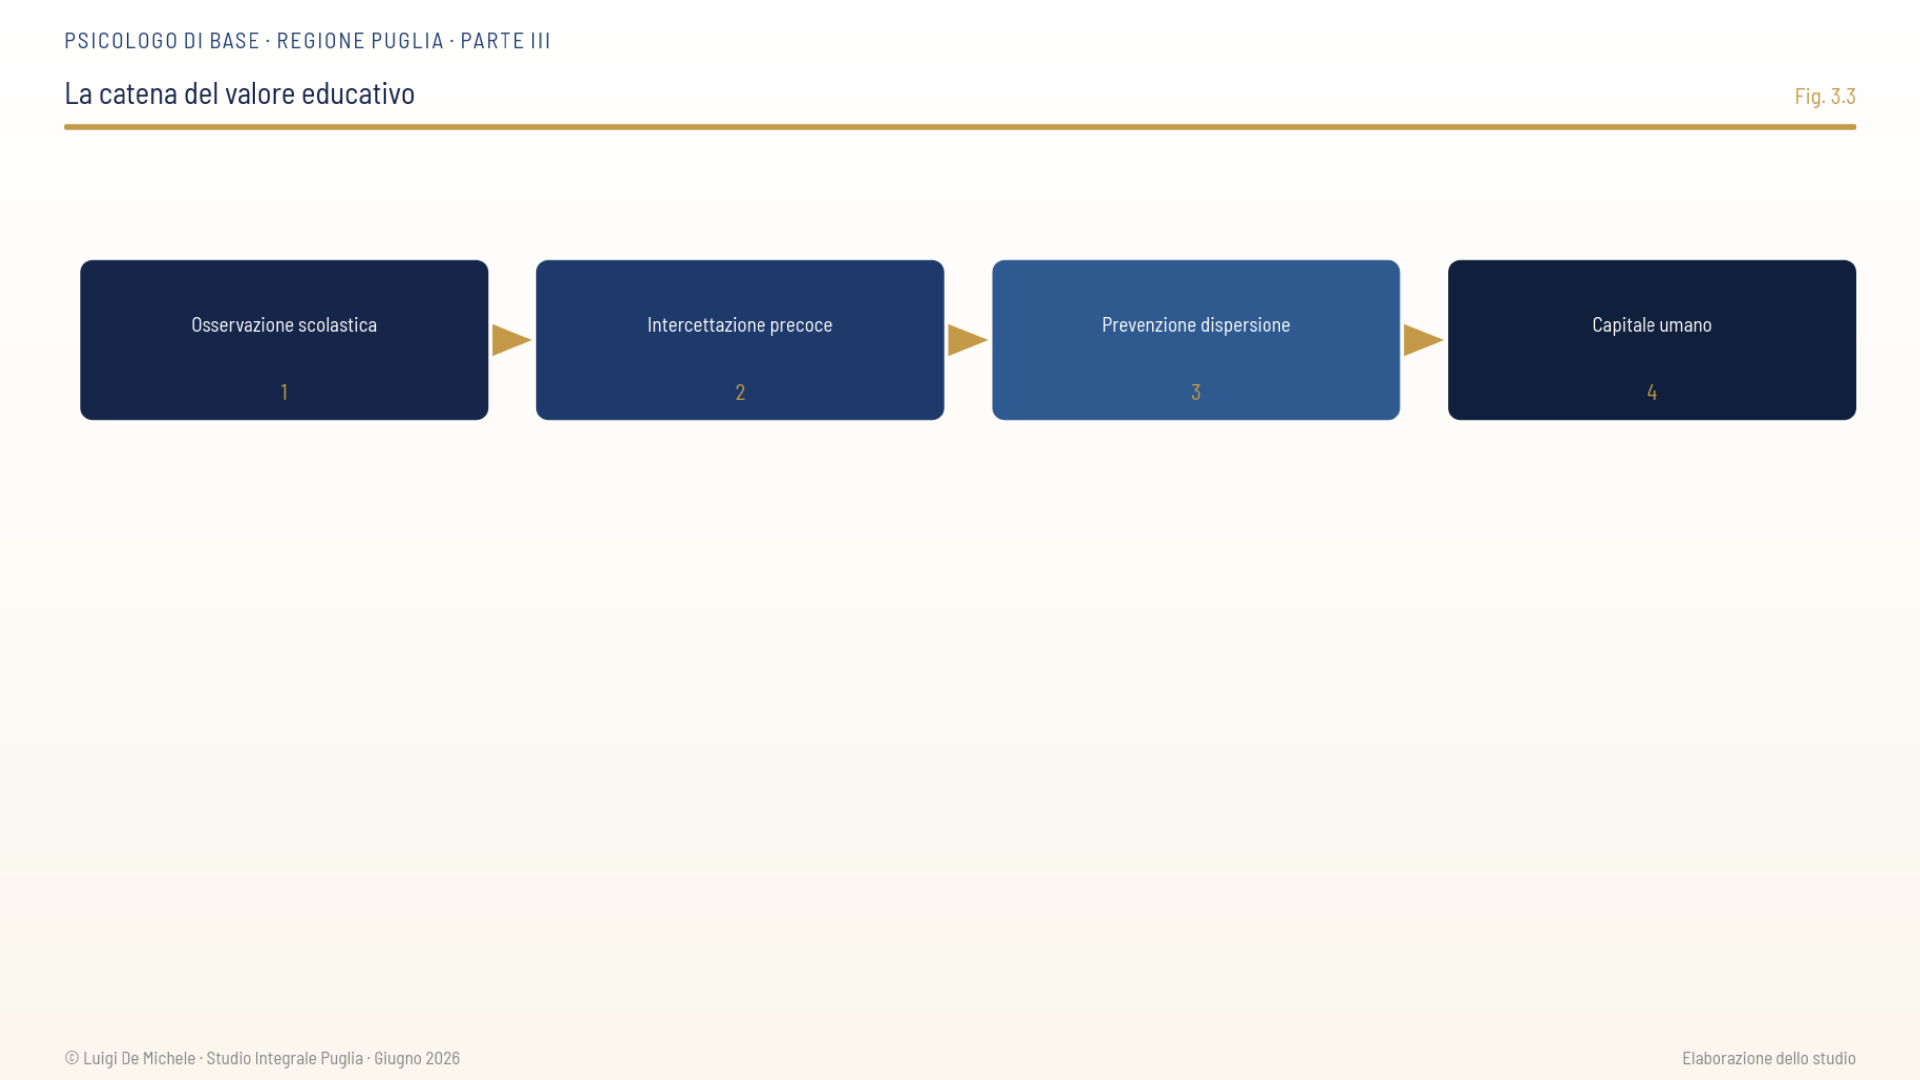 PSICOLOGO DI BASE · REGIONE PUGLIA · PARTE III
La catena del valore educativo
Fig. 3.3
Osservazione scolastica
1
Intercettazione precoce
2
Prevenzione dispersione
3
Capitale umano
4
© Luigi De Michele · Studio Integrale Puglia · Giugno 2026
Elaborazione dello studio